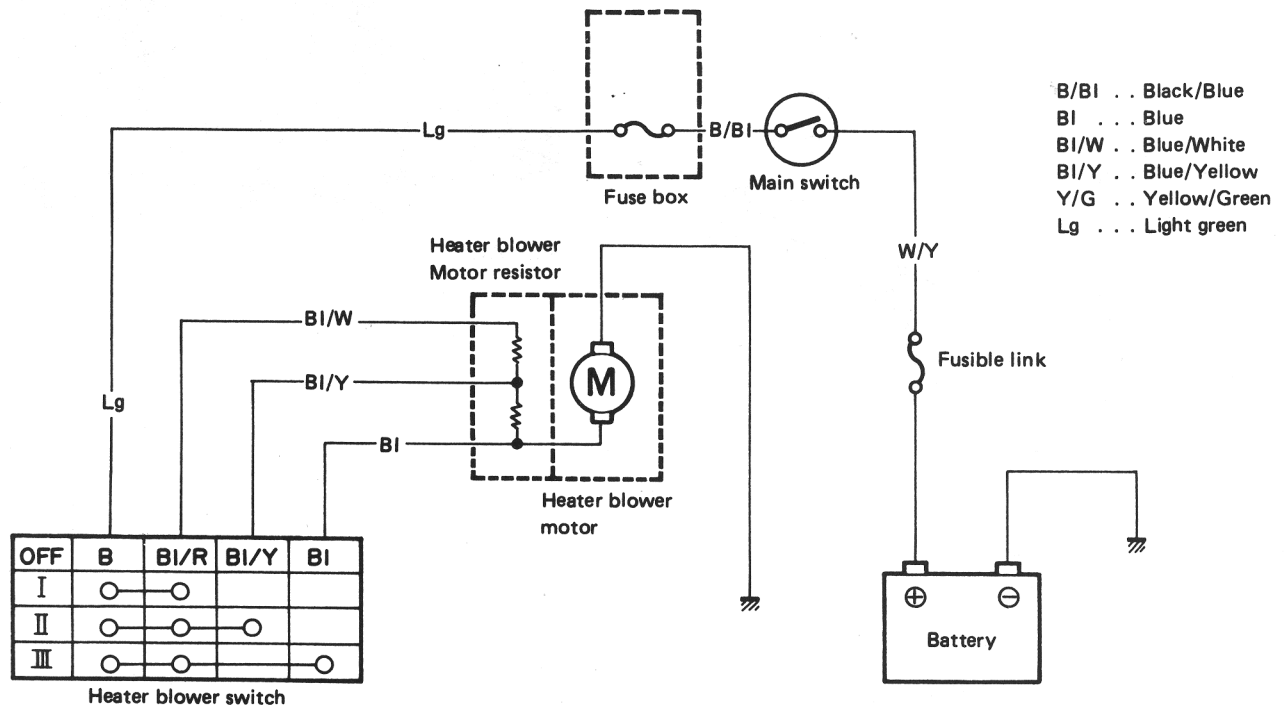 B/Bl . . Black/Blue
Bl . . . Blue
Bl/W . . Blue/White
Bl/Y . . Blue/Yellow
Y/G . . Yellow/Green
Lg . . . Light green
Lg
B/Bl
Fuse box
Main switch
W/Y
Heater blower
Motor resistor
Bl/W
Bl/Y
Bl
Lg
M
Fusible link
Heater blower
motor
OFF B Bl/R Bl/Y Bl
I
II
III
Heater blower switch
+ −
Battery